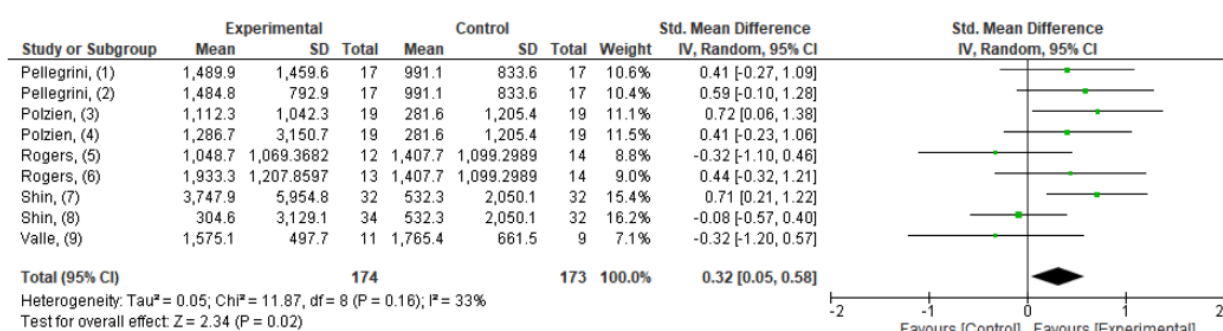 Experimental Control Std. Mean Difference Std. Mean Difference
Study or Subgroup Mean SD Total Mean SD Total Weight IV, Random, 95% CI IV, Random, 95% CI
Pellegrini, (1) 1,489.9 1,459.6 17 991.1 833.6 17 10.6% 0.41 [-0.27, 1.09]
Pellegrini, (2) 1,484.8 792.9 17 991.1 833.6 17 10.4% 0.59 [-0.10, 1.28]
Polzien, (3) 1,112.3 1,042.3 19 281.6 1,205.4 19 11.1% 0.72 [0.06, 1.38]
Polzien, (4) 1,286.7 3,150.7 19 281.6 1,205.4 19 11.5% 0.41 [-0.23, 1.06]
Rogers, (5) 1,048.7 1,069.3682 12 1,407.7 1,099.2989 14 8.8% -0.32 [-1.10, 0.46]
Rogers, (6) 1,933.3 1,207.8597 13 1,407.7 1,099.2989 14 9.0% 0.44 [-0.32, 1.21]
Shin, (7) 3,747.9 5,954.8 32 532.3 2,050.1 32 15.4% 0.71 [0.21, 1.22]
Shin, (8) 304.6 3,129.1 34 532.3 2,050.1 32 16.2% -0.08 [-0.57, 0.40]
Valle, (9) 1,575.1 497.7 11 1,765.4 661.5 9 7.1% -0.32 [-1.20, 0.57]
Total (95% CI) 174 173 100.0% 0.32 [0.05, 0.58]
Heterogeneity: Tau² = 0.05; Chi² = 11.87, df = 8 (P = 0.16); I² = 33%
Test for overall effect: Z = 2.34 (P = 0.02)
-2 -1 0 1 2
Favours [Control] Favours [Experimental]